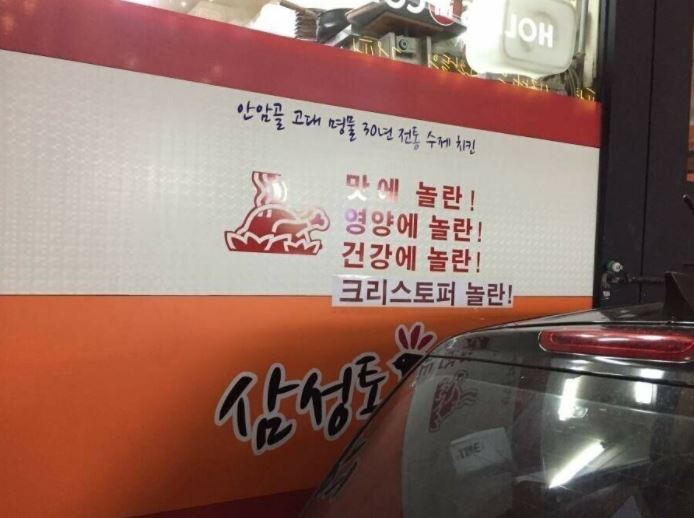 HOL
안암골 고대 명물 30년 전통 수제 치킨
맛에 놀란!
영양에 놀란!
건강에 놀란!
크리스토퍼 놀란!
삼성토